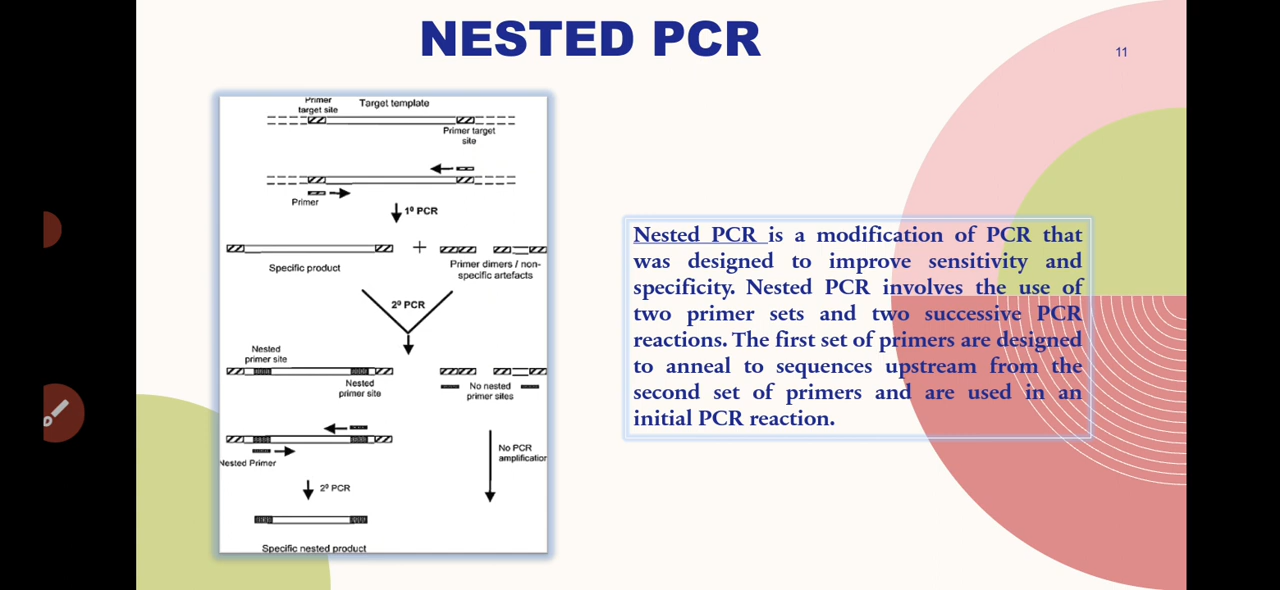 NESTED PCR
11
Primer
target site
Target template
Primer target
site
Primer
1º PCR
+
Specific product
Primer dimers / non-
specific artefacts
2º PCR
Nested
primer site
Nested
primer site
No nested
primer sites
Nested Primer
No PCR
amplification
2º PCR
Specific nested product
Nested PCR is a modification of PCR that
was designed to improve sensitivity and
specificity. Nested PCR involves the use of
two primer sets and two successive PCR
reactions. The first set of primers are designed
to anneal to sequences upstream from the
second set of primers and are used in an
initial PCR reaction.